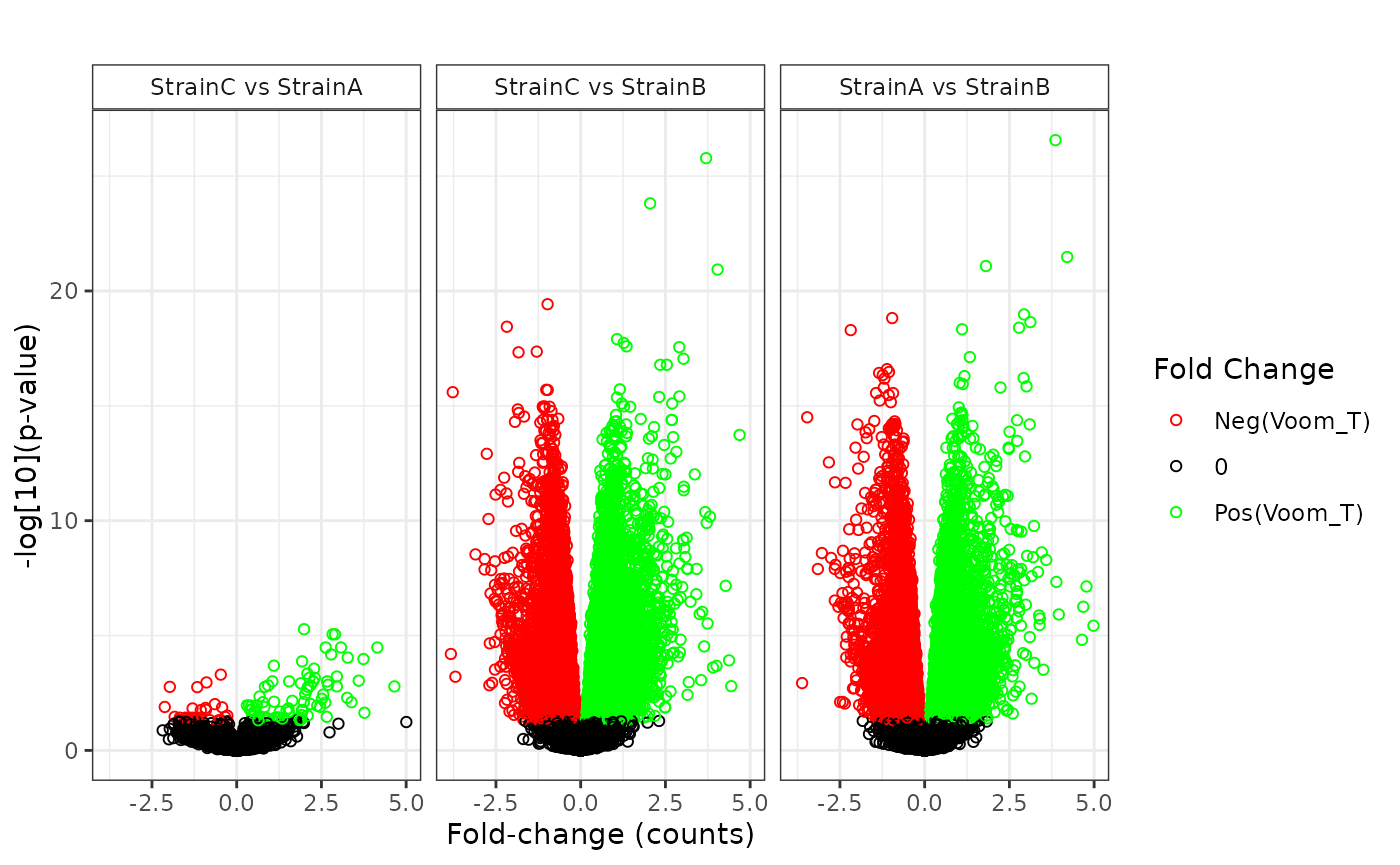 StrainC vs StrainA
StrainC vs StrainB
StrainA vs StrainB
-log[10](p-value)
20
10
0
-2.5 0.0 2.5 5.0
-2.5 0.0 2.5 5.0
-2.5 0.0 2.5 5.0
Fold-change (counts)
Fold Change
Neg(Voom_T)
0
Pos(Voom_T)